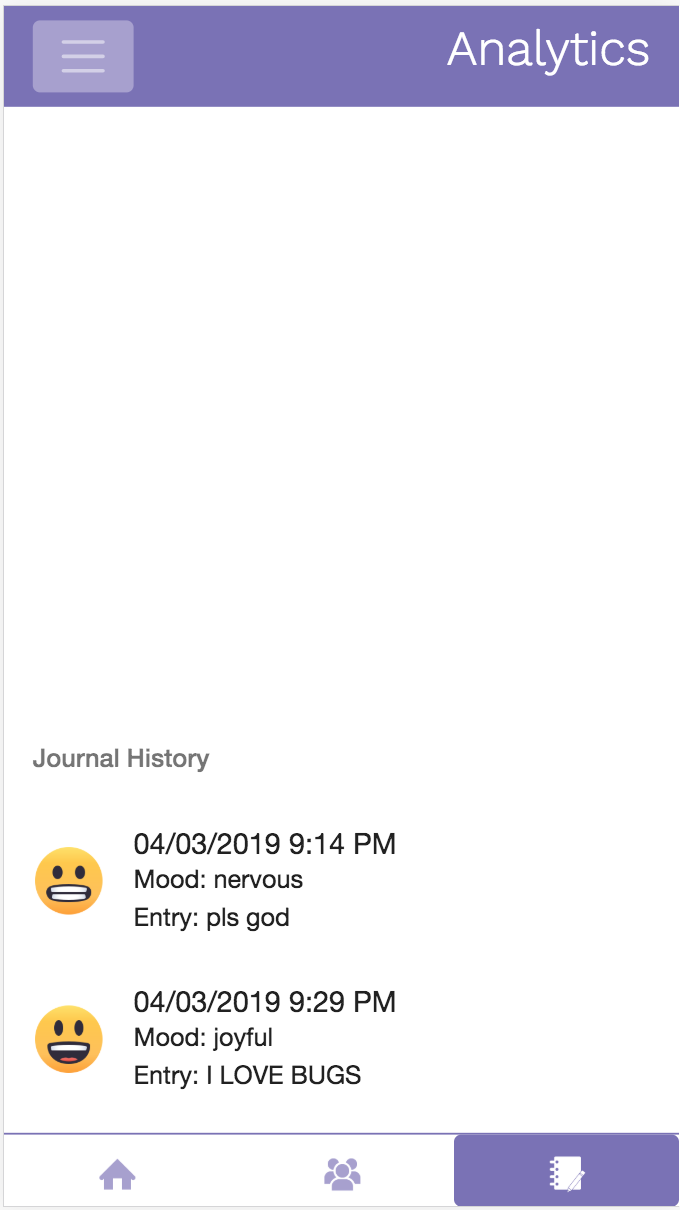 Analytics
Journal History
04/03/2019 9:14 PM
Mood: nervous
Entry: pls god
04/03/2019 9:29 PM
Mood: joyful
Entry: I LOVE BUGS